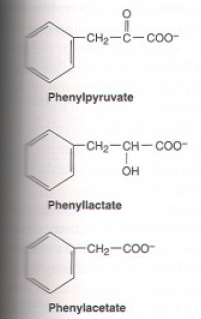 O
CH₂—C—COO⁻
Phenylpyruvate
CH₂—CH—COO⁻
OH
Phenyllactate
CH₂—COO⁻
Phenylacetate